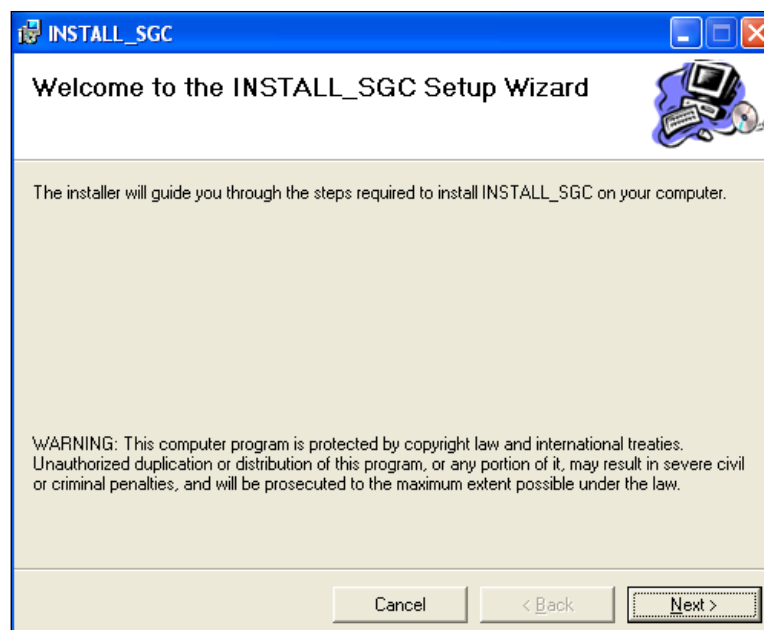 INSTALL_SGC
Welcome to the INSTALL_SGC Setup Wizard
The installer will guide you through the steps required to install INSTALL_SGC on your computer.
WARNING: This computer program is protected by copyright law and international treaties.
Unauthorized duplication or distribution of this program, or any portion of it, may result in severe civil
or criminal penalties, and will be prosecuted to the maximum extent possible under the law.
Cancel < Back Next >